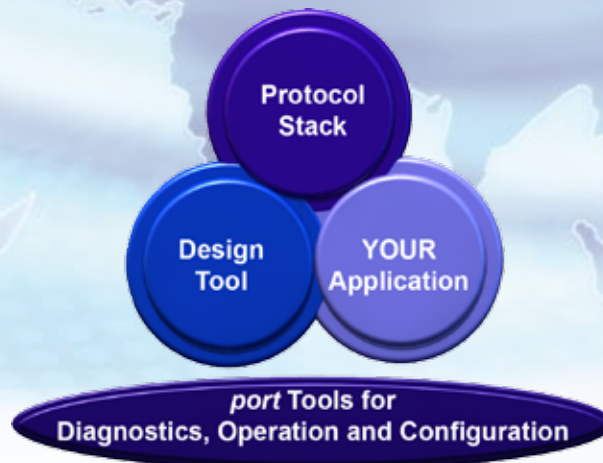 Protocol
Stack
Design
Tool
YOUR
Application
port Tools for
Diagnostics, Operation and Configuration